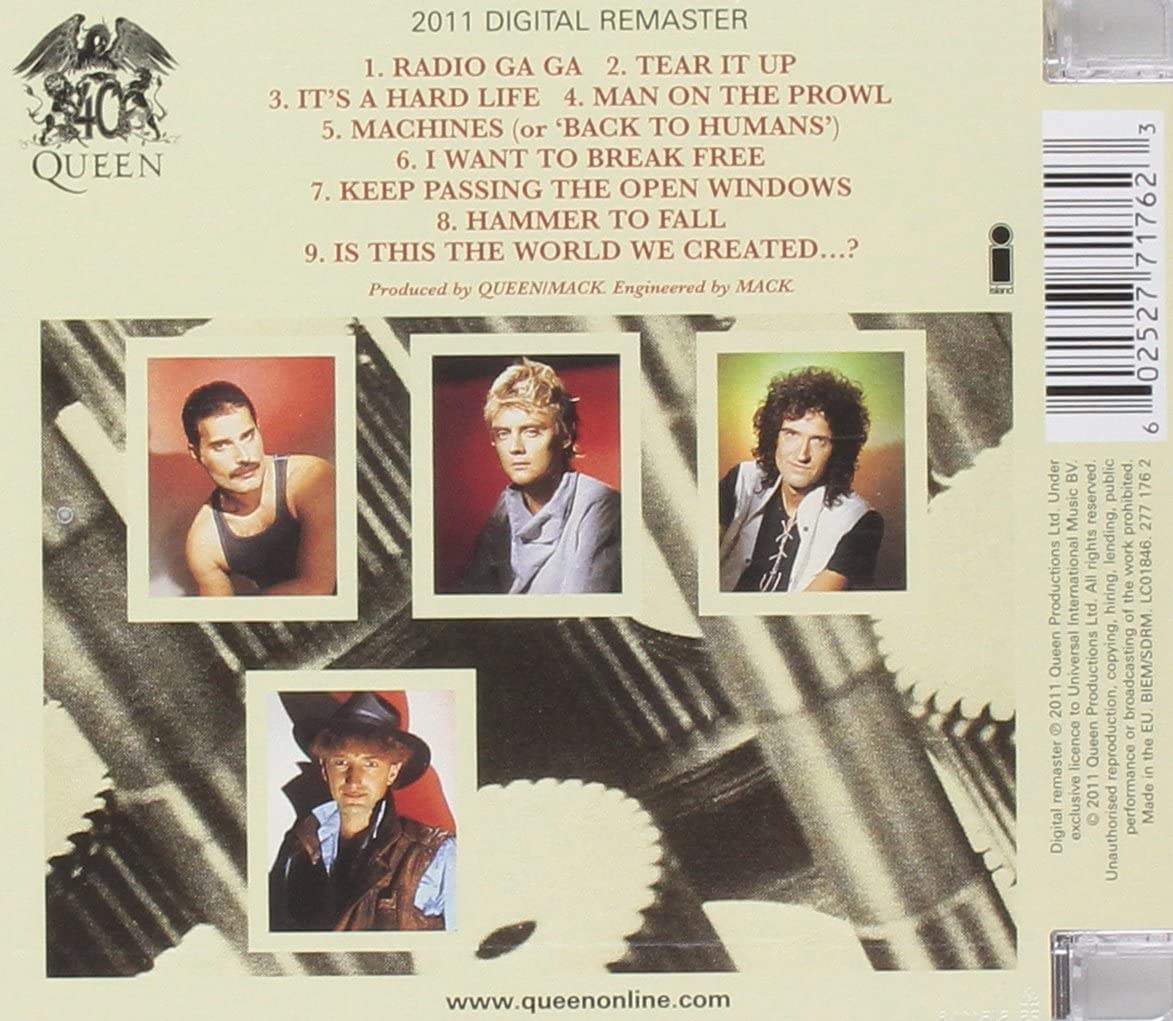 2011 DIGITAL REMASTER
40
QUEEN
1. RADIO GA GA 2. TEAR IT UP
3. IT'S A HARD LIFE 4. MAN ON THE PROWL
5. MACHINES (or ‘BACK TO HUMANS’)
6. I WANT TO BREAK FREE
7. KEEP PASSING THE OPEN WINDOWS
8. HAMMER TO FALL
9. IS THIS THE WORLD WE CREATED...?
Produced by QUEEN/MACK. Engineered by MACK.
island
6 02527 71762 3
Digital remaster ℗ 2011 Queen Productions Ltd. Under
exclusive licence to Universal International Music BV.
© 2011 Queen Productions Ltd. All rights reserved.
Unauthorised reproduction, copying, hiring, lending, public
performance or broadcasting of the work prohibited.
Made in the EU. BIEM/SDRM. LC01846. 277 176 2
www.queenonline.com